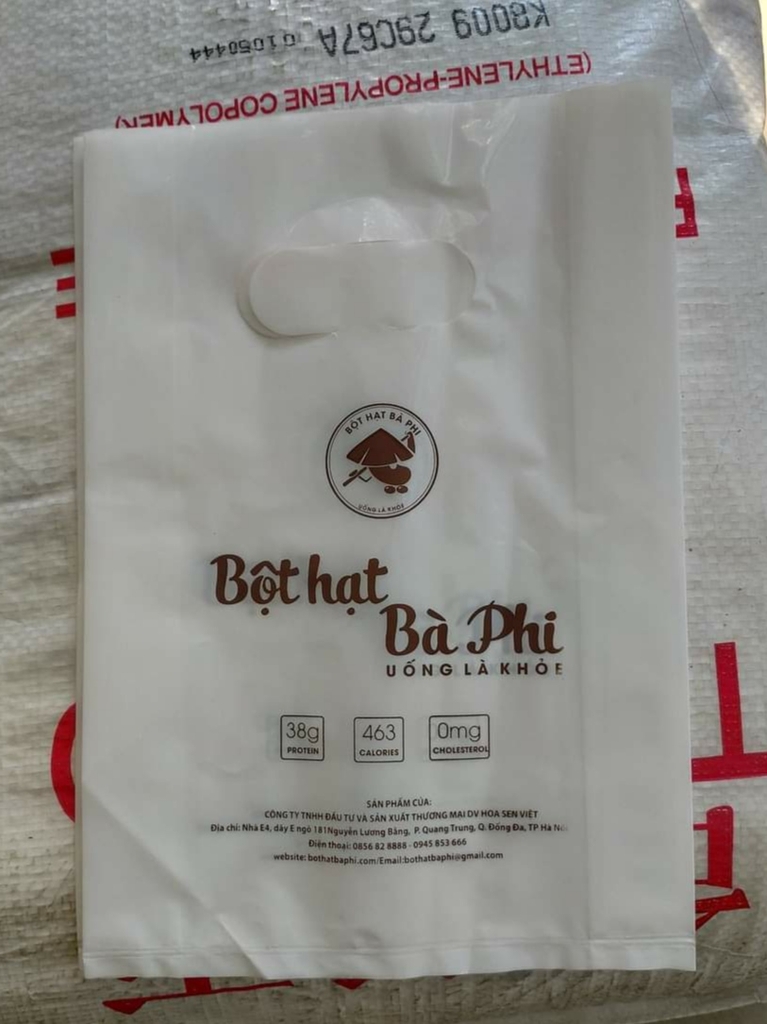 K8009 29C67A 01050444
(ETHYLENE-PROPYLENE COPOLYMER)
BỘT HẠT BÀ PHI
UỐNG LÀ KHỎE
Bột hạt
Bà Phi
UỐNG LÀ KHỎE
38g
PROTEIN
463
CALORIES
0mg
CHOLESTEROL
SẢN PHẨM CỦA:
CÔNG TY TNHH ĐẦU TƯ VÀ SẢN XUẤT THƯƠNG MẠI DV HOA SEN VIỆT
Địa chỉ: Nhà E4, dãy E ngõ 181Nguyễn Lương Bằng, P. Quang Trung, Q. Đống Đa, TP Hà Nội
Điện thoại: 0856 82 8888 - 0945 853 666
website: bothatbaphi.com/Email:bothatbaphi@gmail.com